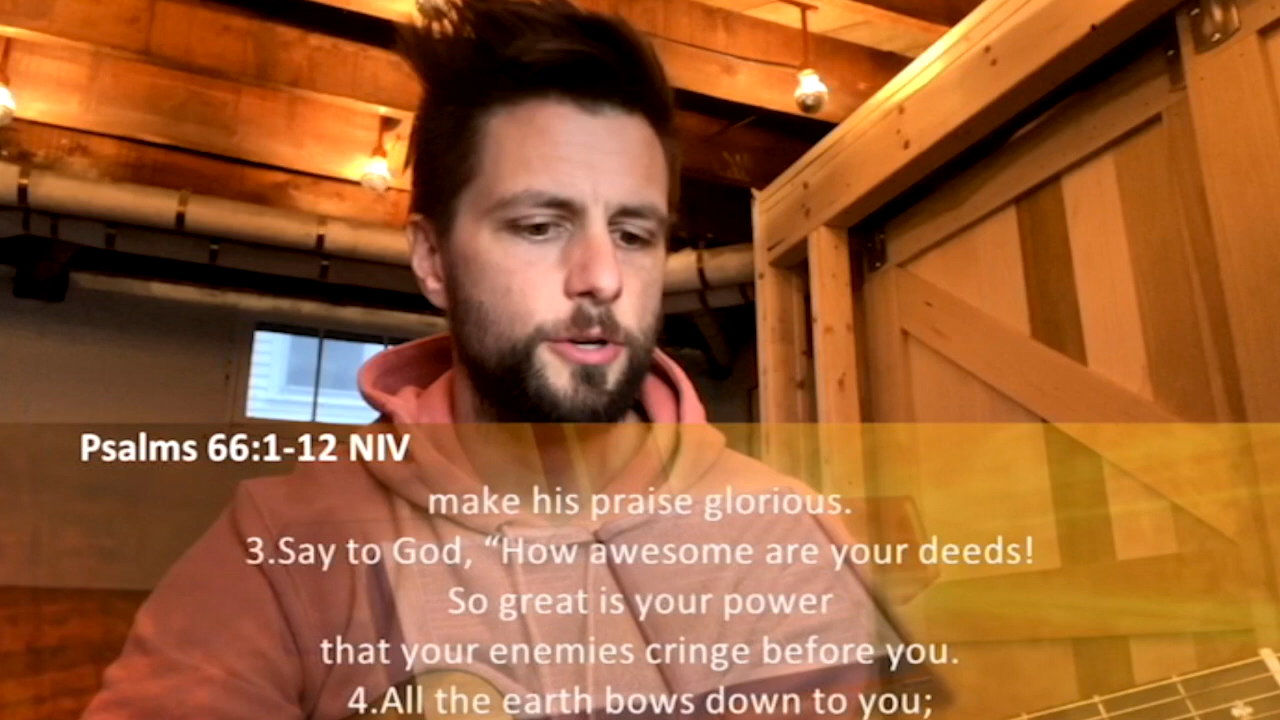 Psalms 66:1-12 NIV
make his praise glorious.
3.Say to God, “How awesome are your deeds!
So great is your power
that your enemies cringe before you.
4.All the earth bows down to you;